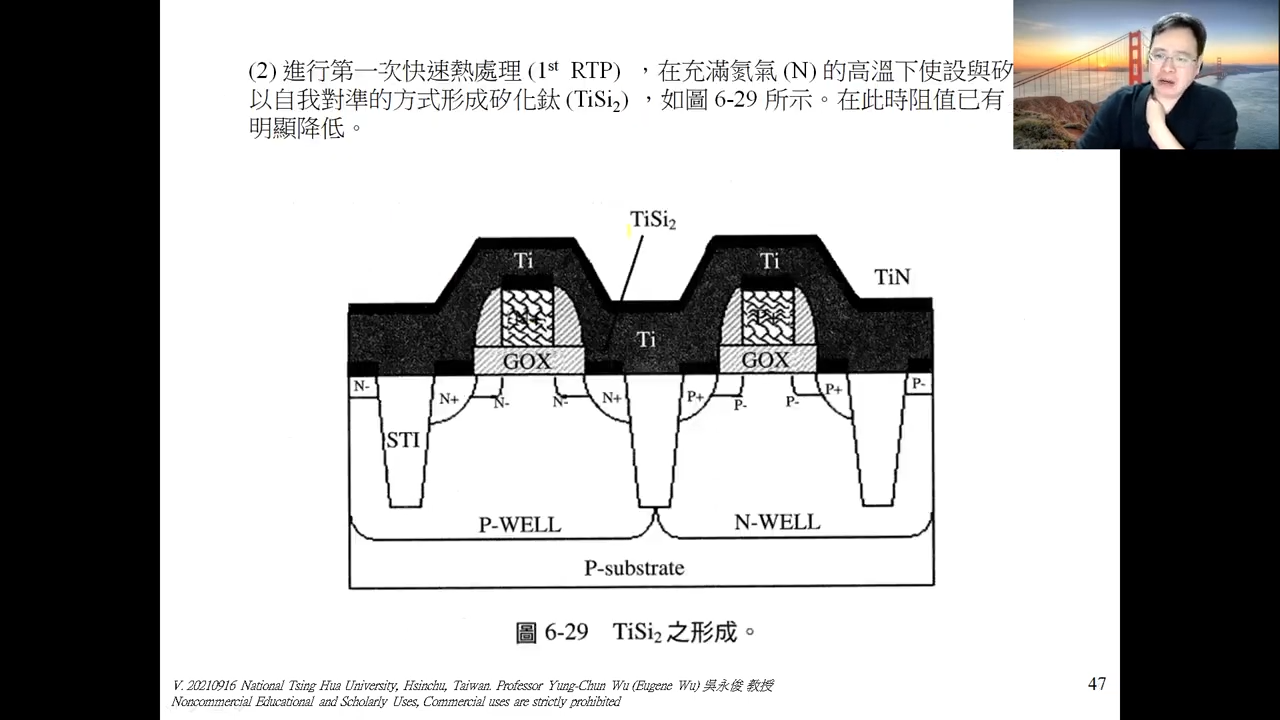 (2) 進行第一次快速熱處理 (1st RTP) ，在充滿氮氣 (N) 的高溫下使設與矽
以自我對準的方式形成矽化鈦 (TiSi2) ，如圖 6-29 所示。在此時阻值已有
明顯降低。
TiSi2
Ti Ti TiN
N+ P+
Ti
GOX GOX
N- N+ N- N- N+ P+ P- P- P+ P-
STI
P-WELL N-WELL
P-substrate
圖 6-29 TiSi2 之形成。
V. 20210916 National Tsing Hua University, Hsinchu, Taiwan. Professor Yung-Chun Wu (Eugene Wu) 吳永俊 教授
Noncommercial Educational and Scholarly Uses, Commercial uses are strictly prohibited
47